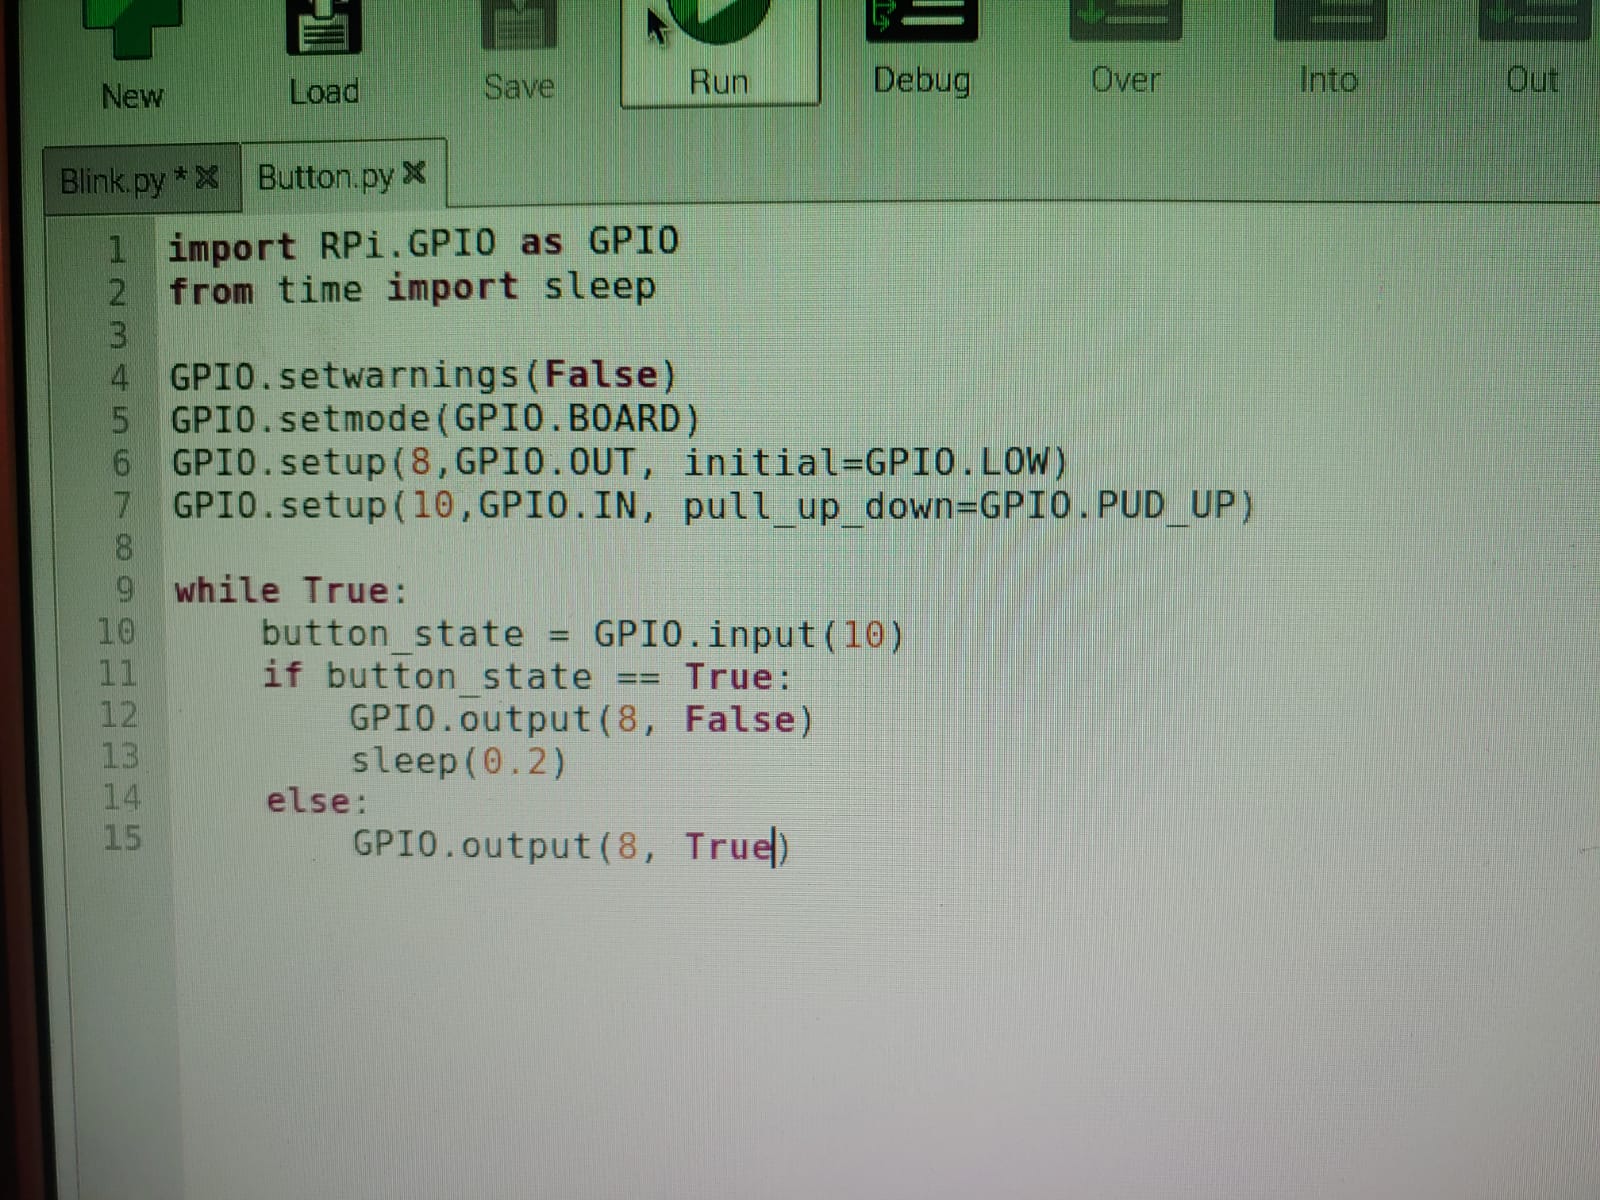 New Load Save Run Debug Over Into Out
Blink.py * ✕ Button.py ✕
1 import RPi.GPIO as GPIO
2 from time import sleep
3
4 GPIO.setwarnings(False)
5 GPIO.setmode(GPIO.BOARD)
6 GPIO.setup(8,GPIO.OUT, initial=GPIO.LOW)
7 GPIO.setup(10,GPIO.IN, pull_up_down=GPIO.PUD_UP)
8
9 while True:
10     button_state = GPIO.input(10)
11     if button_state == True:
12         GPIO.output(8, False)
13         sleep(0.2)
14     else:
15         GPIO.output(8, True)